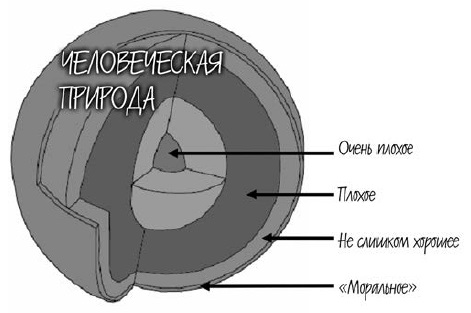 ЧЕЛОВЕЧЕСКАЯ
ПРИРОДА
Очень плохое
Плохое
Не слишком хорошее
«Моральное»